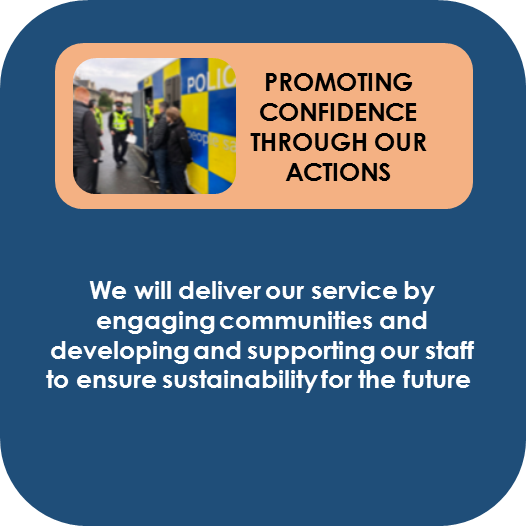 POLIC
PROMOTING
CONFIDENCE
THROUGH OUR
ACTIONS
We will deliver our service by
engaging communities and
developing and supporting our staff
to ensure sustainability for the future